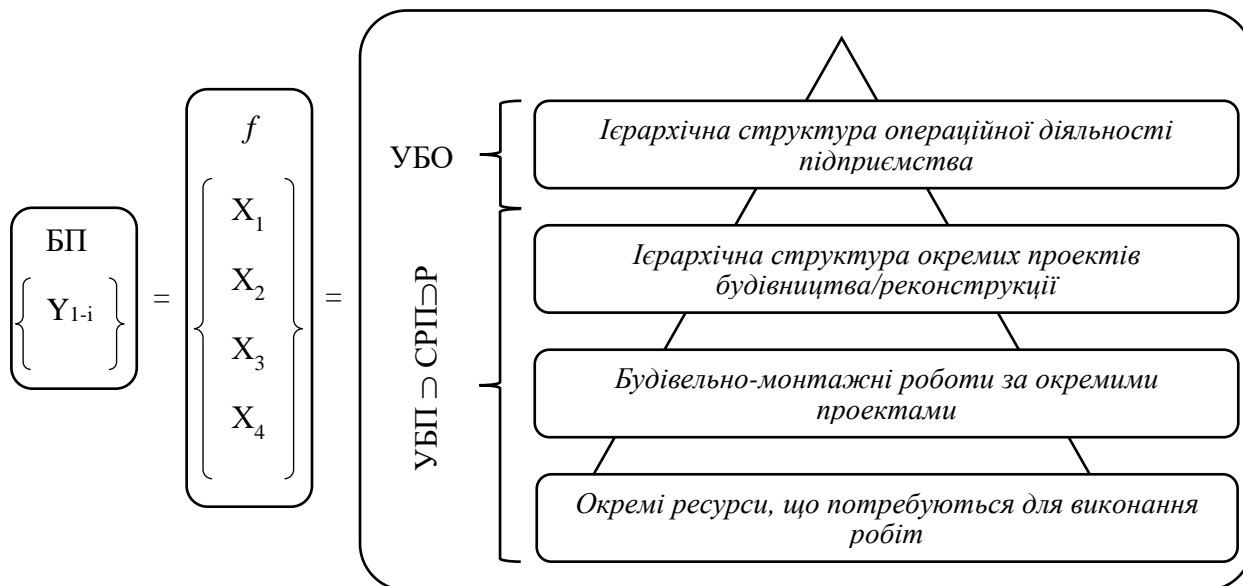 БП
Y1-i
=
f
X1
X2
X3
X4
=
УБО
УБП ⊃ СРП⊃Р
Ієрархічна структура операційної діяльності
підприємства
Ієрархічна структура окремих проектів
будівництва/реконструкції
Будівельно-монтажні роботи за окремими
проектами
Окремі ресурси, що потребуються для виконання
робіт